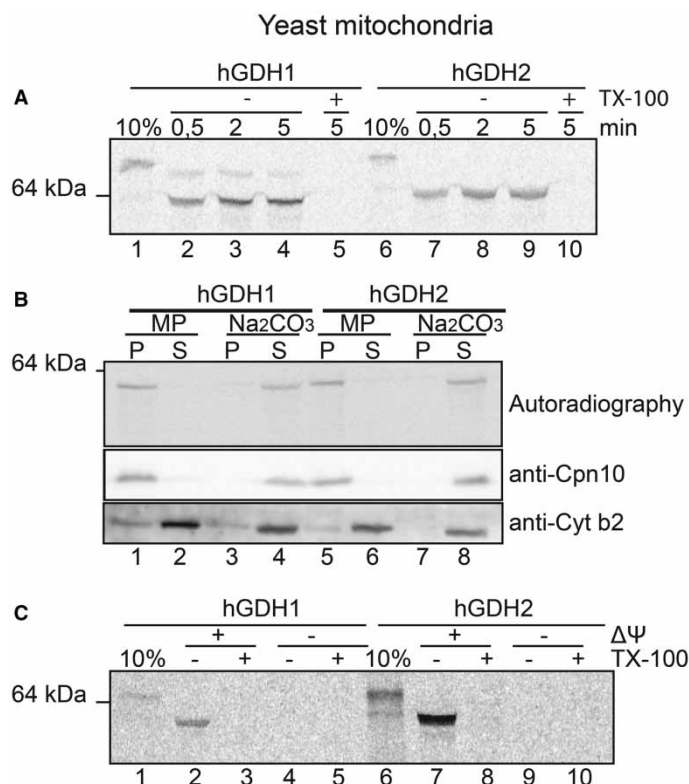 Yeast mitochondria
hGDH1 hGDH2
A - + - + TX-100
10% 0,5 2 5 5 10% 0,5 2 5 5 min
64 kDa
1 2 3 4 5 6 7 8 9 10
B hGDH1 hGDH2
MP Na₂CO₃ MP Na₂CO₃
P S P S P S P S
64 kDa
Autoradiography
anti-Cpn10
anti-Cyt b2
1 2 3 4 5 6 7 8
C hGDH1 hGDH2
+ - + - ΔΨ
10% - + - + 10% - + - + TX-100
64 kDa
1 2 3 4 5 6 7 8 9 10